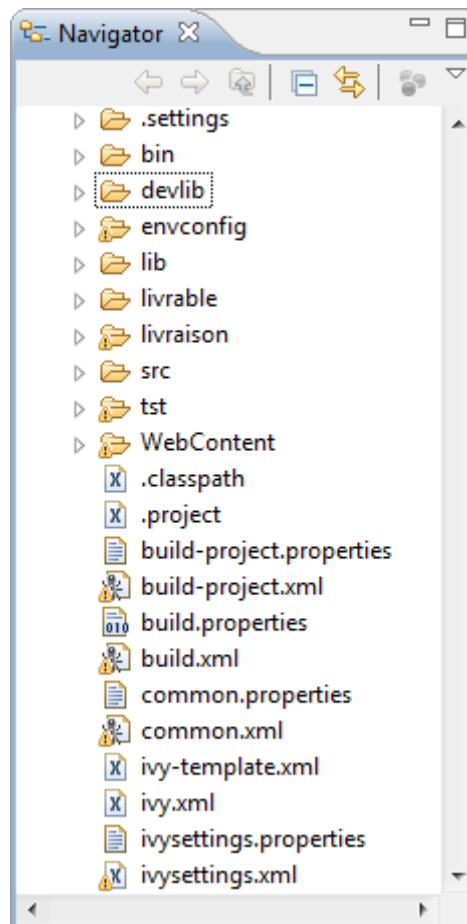 Navigator
.settings
bin
devlib
envconfig
lib
livrable
livraison
src
tst
WebContent
.classpath
.project
build-project.properties
build-project.xml
build.properties
build.xml
common.properties
common.xml
ivy-template.xml
ivy.xml
ivysettings.properties
ivysettings.xml